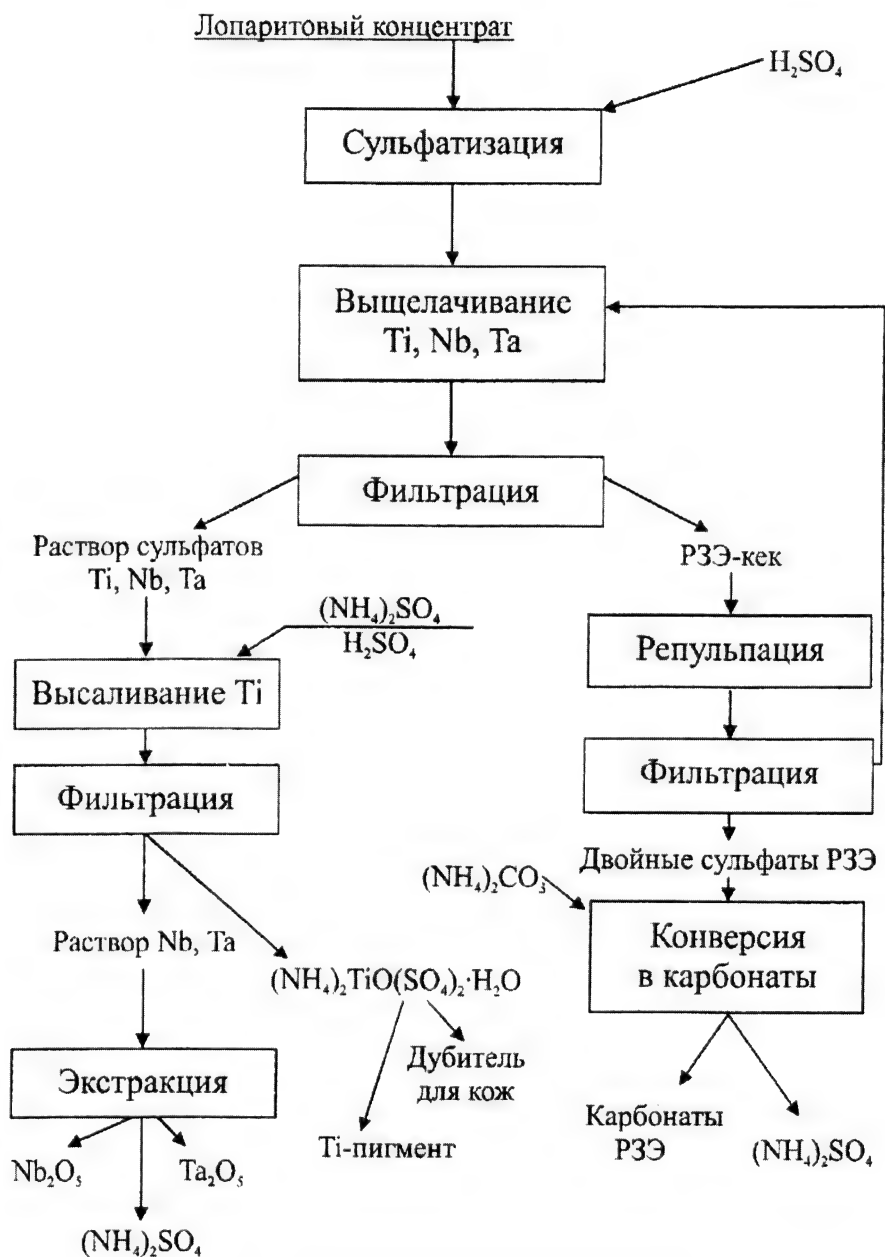 Лопаритовый концентрат
H₂SO₄
Сульфатизация
Выщелачивание
Ti, Nb, Ta
Фильтрация
Раствор сульфатов
Ti, Nb, Ta
РЗЭ-кек
(NH₄)₂SO₄
H₂SO₄
Высаливание Ti
Репульпация
Фильтрация
Фильтрация
Двойные сульфаты РЗЭ
(NH₄)₂CO₃
Раствор Nb, Ta
Конверсия
в карбонаты
(NH₄)₂TiO(SO₄)₂·H₂O
Экстракция
Дубитель
для кож
Карбонаты
РЗЭ
(NH₄)₂SO₄
Ti-пигмент
Nb₂O₅
Ta₂O₅
(NH₄)₂SO₄